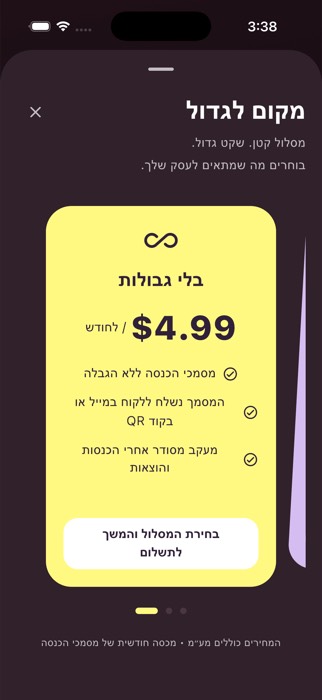 3:38
מקום לגדול
מסלול קטן. שקט גדול.
בוחרים מה שמתאים לעסק שלך.
בלי גבולות
$4.99 / לחודש
מסמכי הכנסה ללא הגבלה
המסמך נשלח ללקוח במייל או
בקוד QR
מעקב מסודר אחרי הכנסות
והוצאות
בחירת המסלול והמשך
לתשלום
המחירים כוללים מע״מ • מכסה חודשית של מסמכי הכנסה